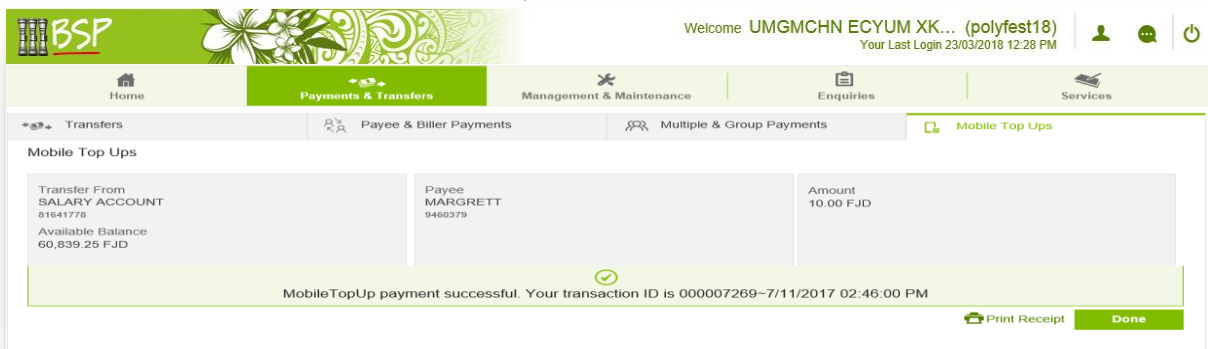 BSP
Welcome UMGMCHN ECYUM XK... (polyfest18)
Your Last Login 23/03/2018 12:28 PM
Home
Payments & Transfers
Management & Maintenance
Enquiries
Services
Transfers
Payee & Biller Payments
Multiple & Group Payments
Mobile Top Ups
Mobile Top Ups
Transfer From
SALARY ACCOUNT
81641778
Available Balance
60,839.25 FJD
Payee
MARGRETT
9460379
Amount
10.00 FJD
MobileTopUp payment successful. Your transaction ID is 000007269~7/11/2017 02:46:00 PM
Print Receipt
Done